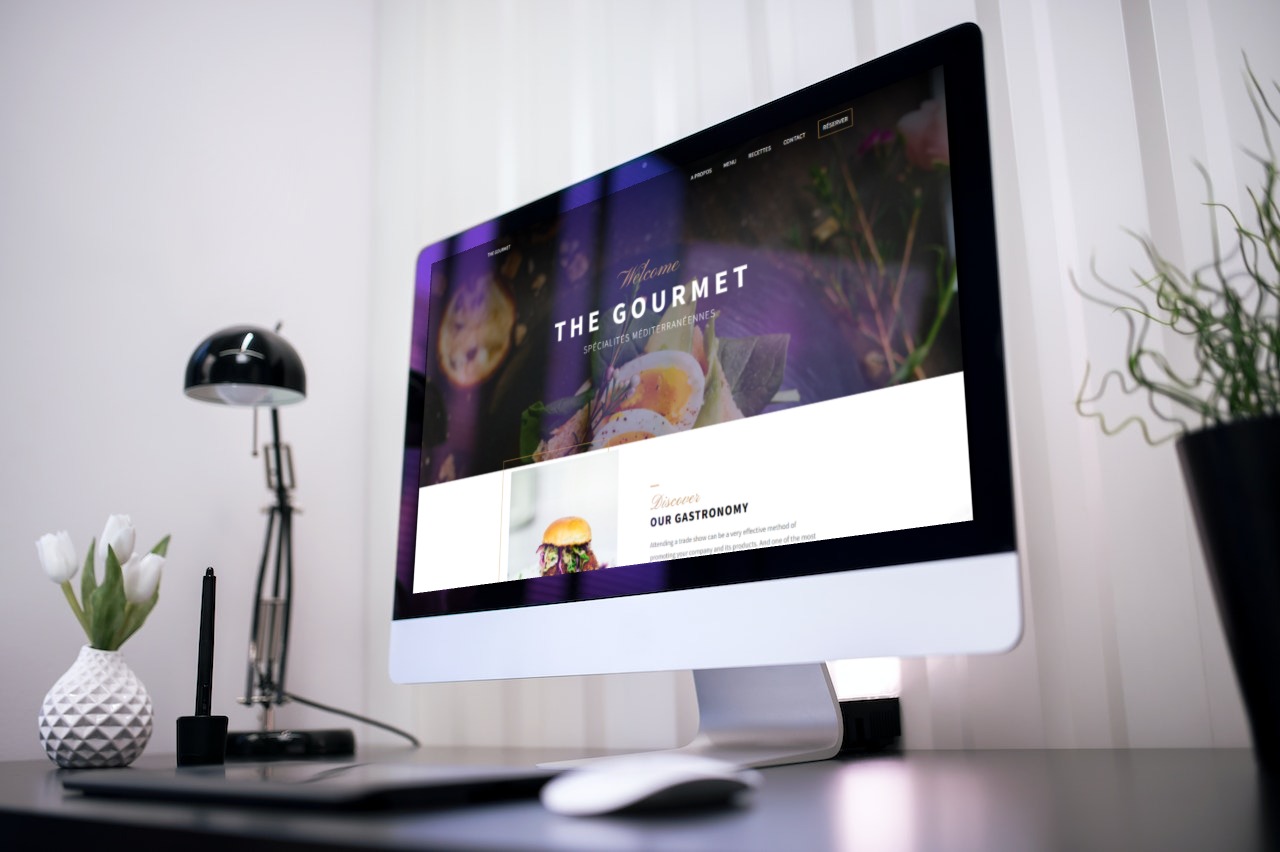 THE GOURMET
A PROPOS MENU RECETTES CONTACT RÉSERVER
Welcome
THE GOURMET
SPÉCIALITÉS MÉDITERRANÉENNES
Discover
OUR GASTRONOMY
Attending a trade show can be a very effective method of
promoting your company and its products. And one of the most